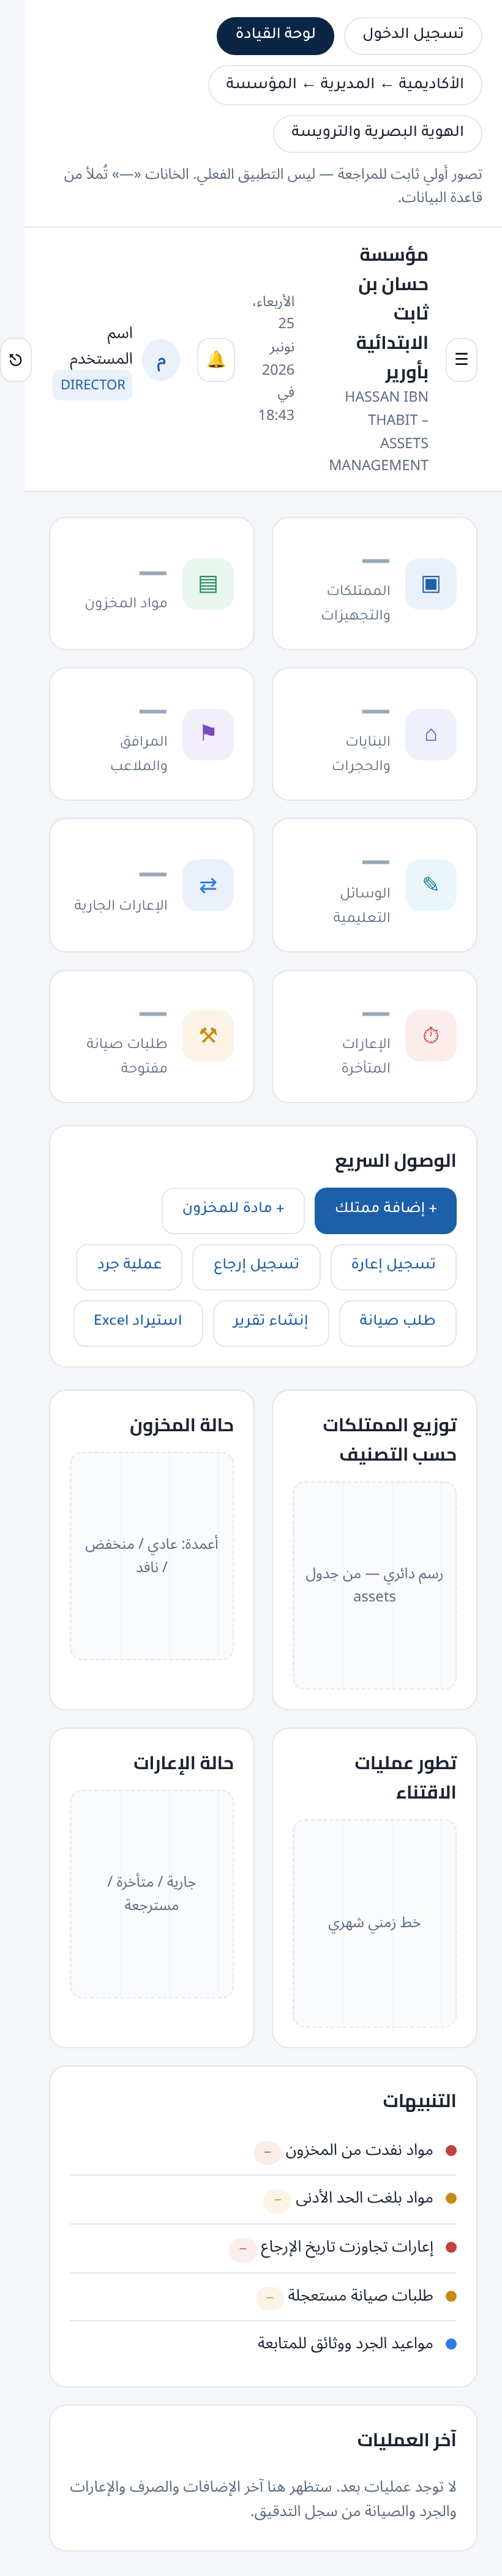 تسجيل الدخول
لوحة القيادة
الأكاديمية ← المديرية ← المؤسسة
الهوية البصرية والترويسة
تصور أولي ثابت للمراجعة — ليس التطبيق الفعلي. الخانات «—» تُملأ من
قاعدة البيانات.
مؤسسة
حسان بن
ثابت
الابتدائية
بأورير
HASSAN IBN
THABIT –
ASSETS
MANAGEMENT
الأربعاء،
25
نونبر
2026
في
18:43
م
اسم
المستخدم
DIRECTOR
—
الممتلكات
والتجهيزات
—
مواد المخزون
—
البنايات
والحجرات
—
المرافق
والملاعب
—
الوسائل
التعليمية
—
الإعارات الجارية
—
الإعارات
المتأخرة
—
طلبات صيانة
مفتوحة
الوصول السريع
+ إضافة ممتلك
+ مادة للمخزون
تسجيل إعارة
تسجيل إرجاع
عملية جرد
طلب صيانة
إنشاء تقرير
استيراد Excel
توزيع الممتلكات
حسب التصنيف
رسم دائري — من جدول
assets
حالة المخزون
أعمدة: عادي / منخفض
/ نافد
تطور عمليات
الاقتناء
خط زمني شهري
حالة الإعارات
جارية / متأخرة /
مسترجعة
التنبيهات
مواد نفدت من المخزون –
مواد بلغت الحد الأدنى –
إعارات تجاوزت تاريخ الإرجاع –
طلبات صيانة مستعجلة –
مواعيد الجرد ووثائق للمتابعة
آخر العمليات
لا توجد عمليات بعد. ستظهر هنا آخر الإضافات والصرف والإعارات
والجرد والصيانة من سجل التدقيق.